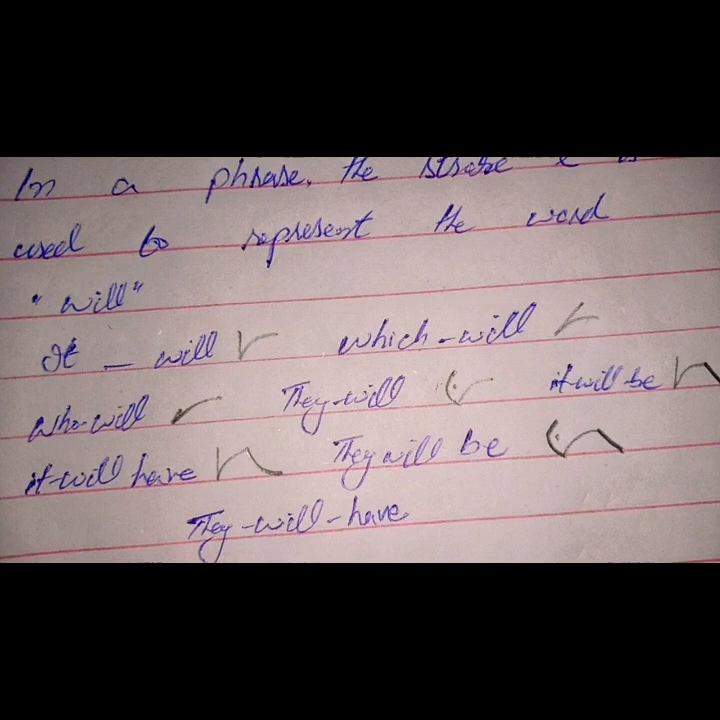 In a phrase, the stroke L is
used to represent the word
"will"
It - will which-will
who-will They-will it-will be
it-will have They will be
They-will-have